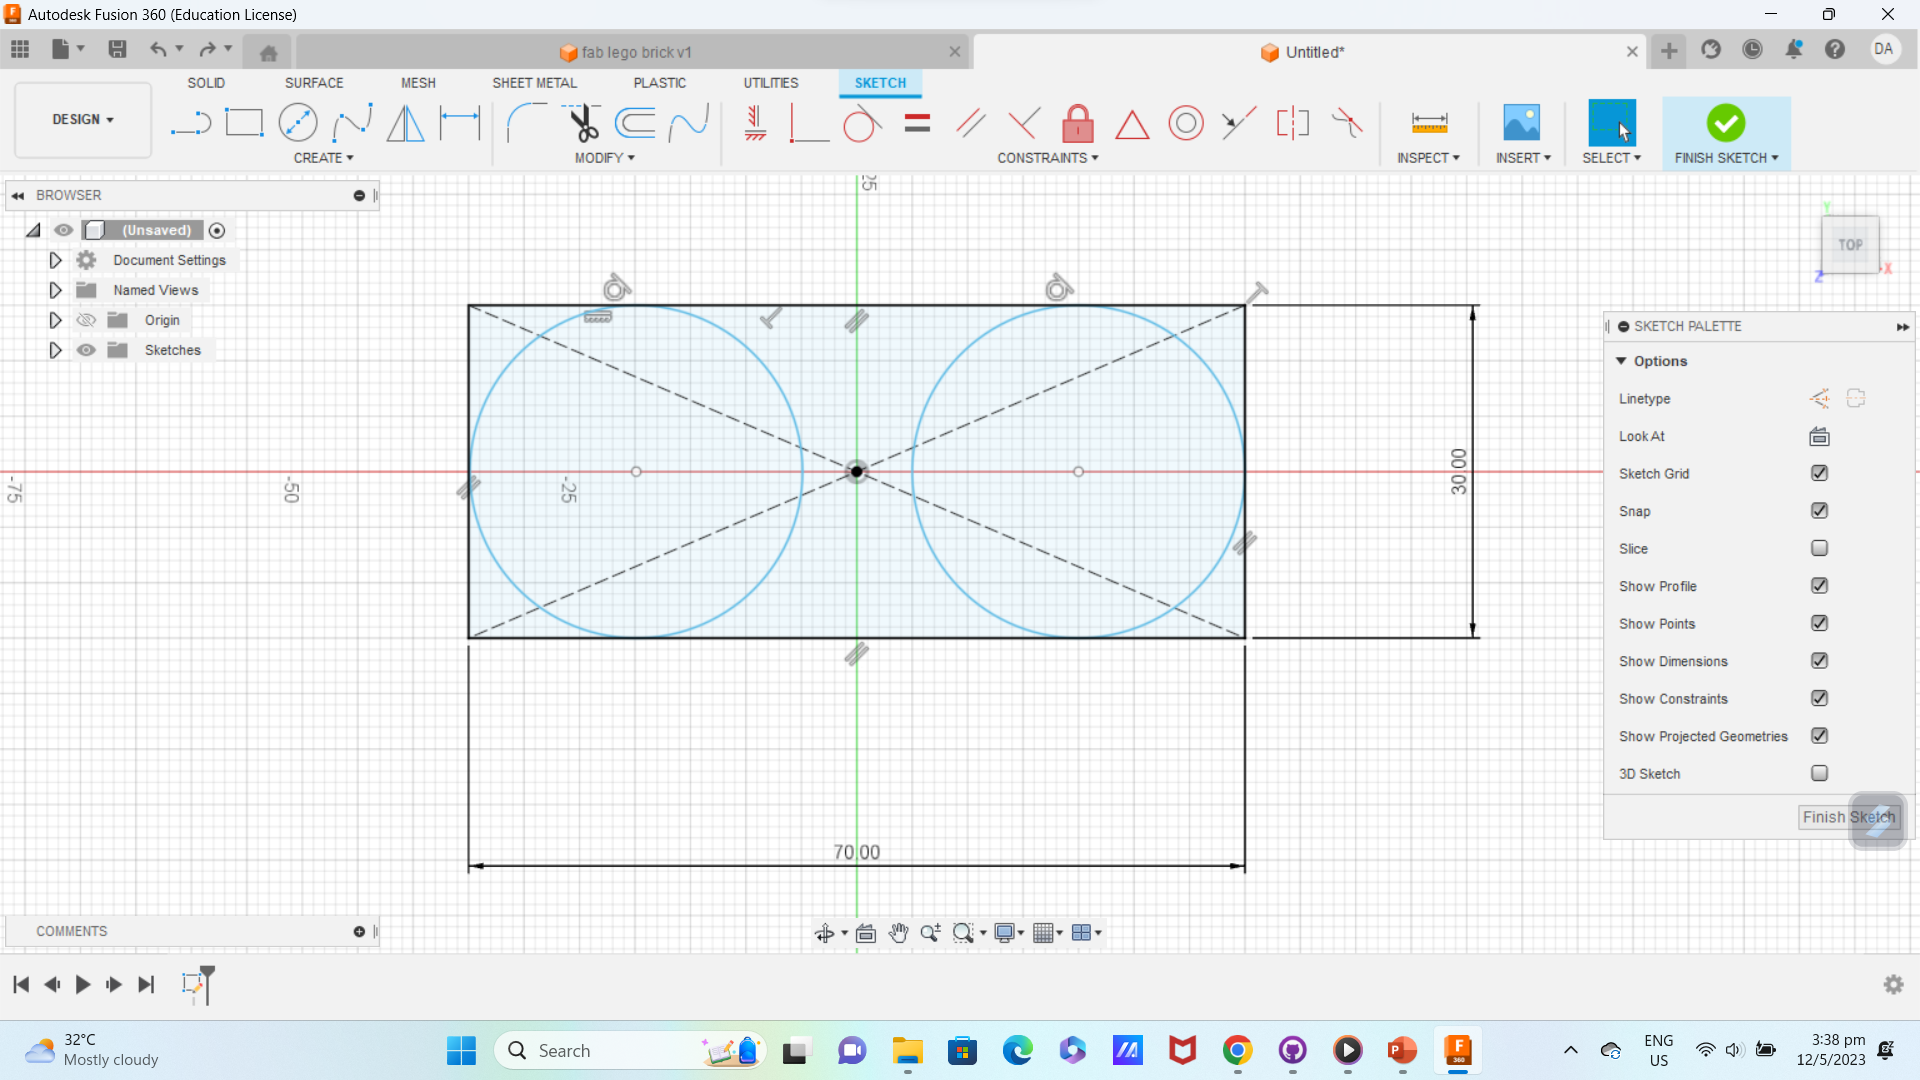 Autodesk Fusion 360 (Education License)
fab lego brick v1
Untitled*
DA
DESIGN
SOLID
SURFACE
MESH
SHEET METAL
PLASTIC
UTILITIES
SKETCH
CREATE
MODIFY
CONSTRAINTS
INSPECT
INSERT
SELECT
FINISH SKETCH
BROWSER
(Unsaved)
Document Settings
Named Views
Origin
Sketches
25
-75
-50
-25
30.00
70.00
TOP
Y
X
Z
SKETCH PALETTE
Options
Linetype
Look At
Sketch Grid
Snap
Slice
Show Profile
Show Points
Show Dimensions
Show Constraints
Show Projected Geometries
3D Sketch
Finish Sketch
COMMENTS
32°C
Mostly cloudy
Search
F
360
ENG
US
3:38 pm
12/5/2023